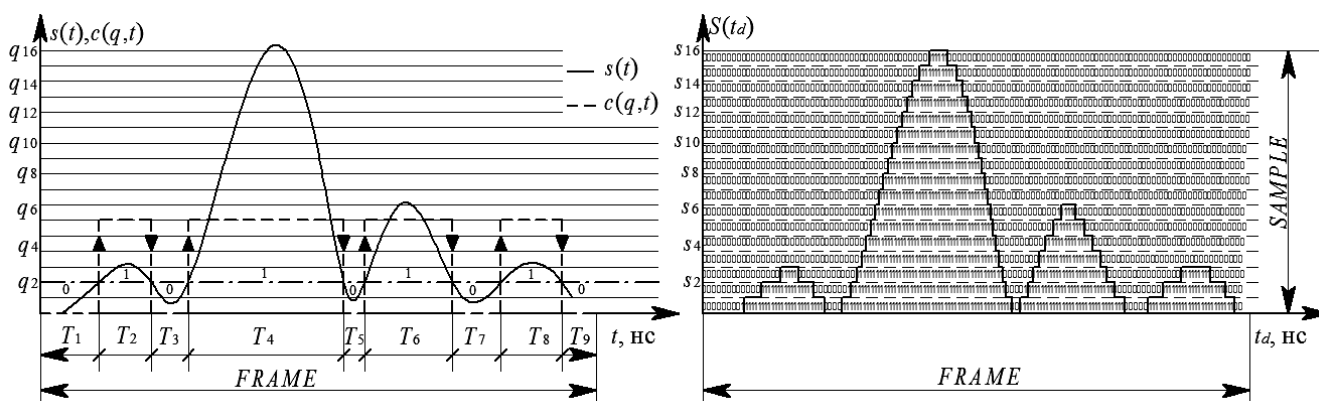 s(t),c(q,t)
q16
q14
q12
q10
q8
q6
q4
q2
s(t)
c(q,t)
0 1 0 1 0 1 0 1 0
T1 T2 T3 T4 T5 T6 T7 T8 T9 t, нс
FRAME
S(td)
S16
S14
S12
S10
S8
S6
S4
S2
SAMPLE
td, нс
FRAME